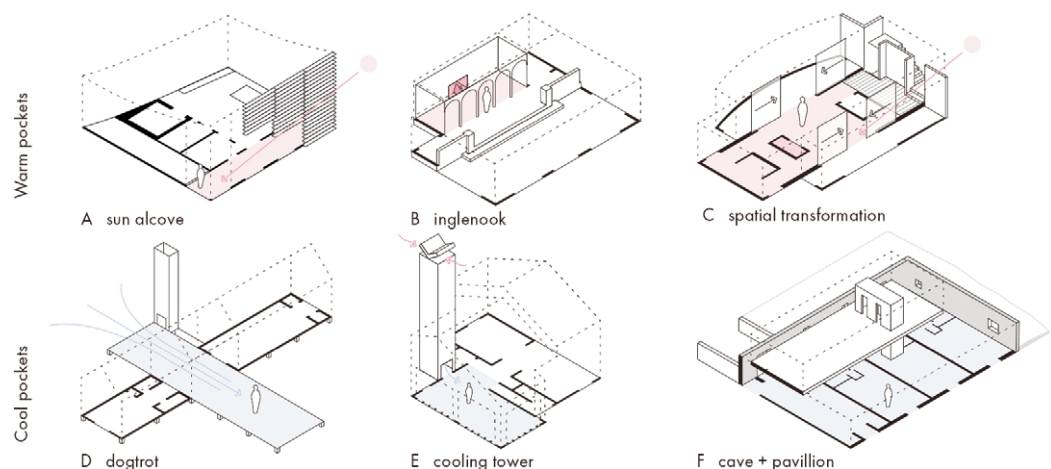 Warm pockets
A sun alcove
B inglenook
C spatial transformation
Cool pockets
D dogtrot
E cooling tower
F cave + pavillion